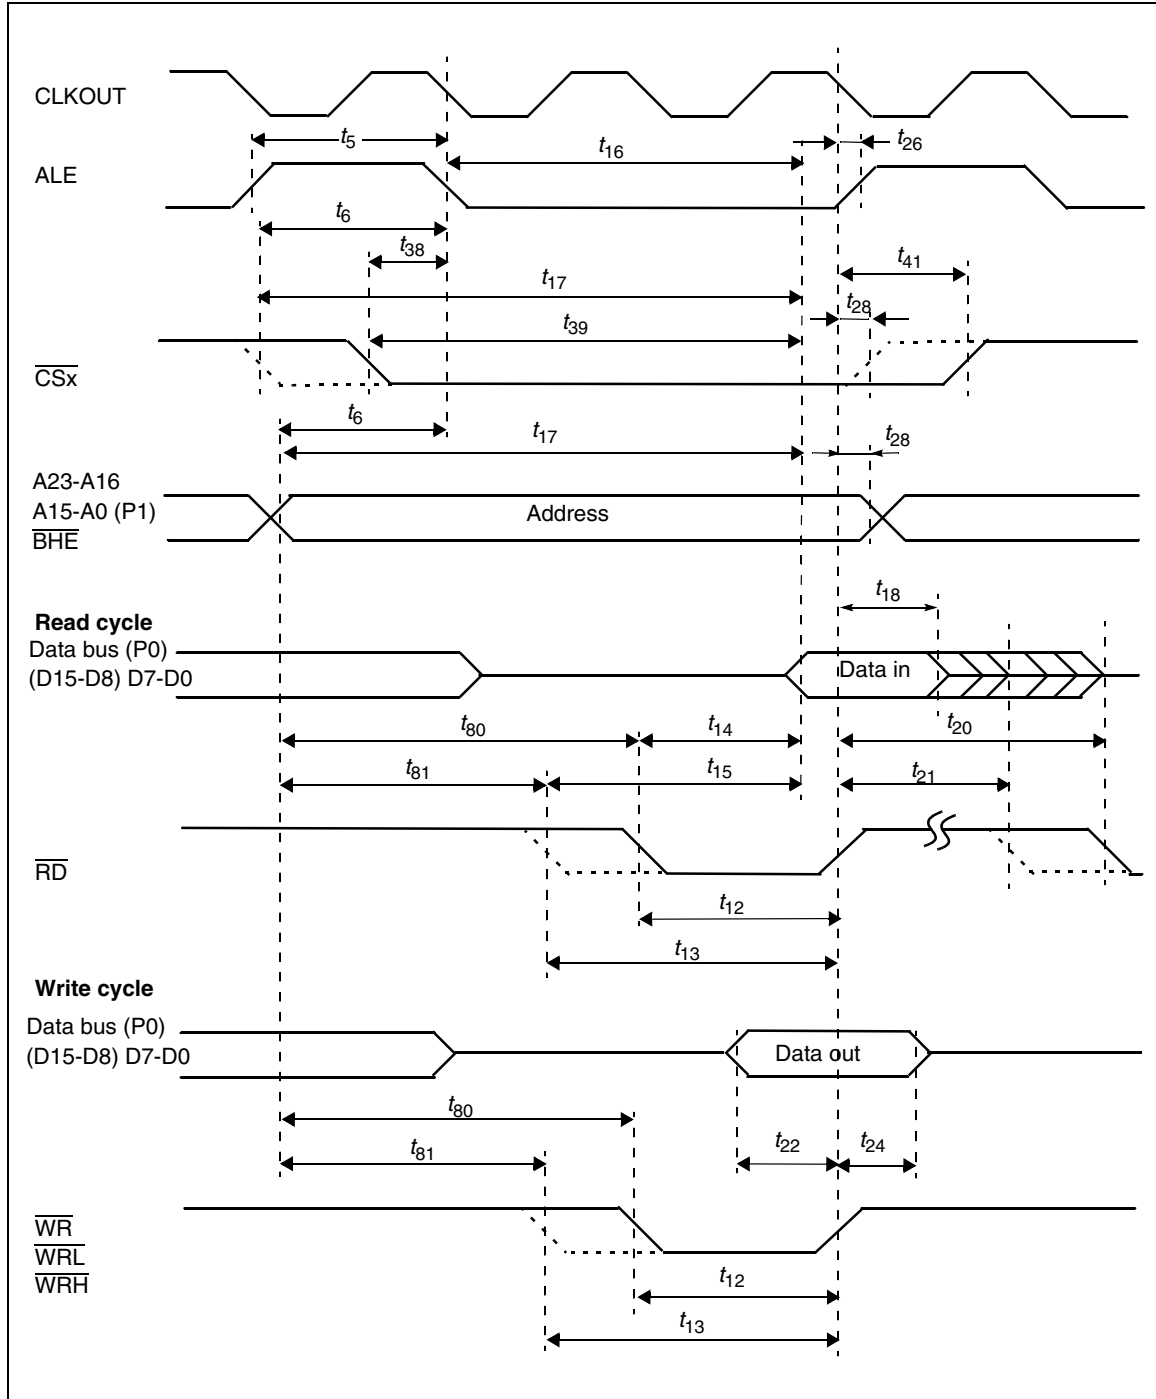 CLKOUT
t5
t16
t26
ALE
t6
t38
t41
t17
t28
t39
CSx
t6
t17
t28
A23-A16
A15-A0 (P1)
Address
BHE
t18
Read cycle
Data bus (P0)
(D15-D8) D7-D0
Data in
t80
t14
t20
t81
t15
t21
RD
t12
t13
Write cycle
Data bus (P0)
(D15-D8) D7-D0
Data out
t80
t81
t22
t24
WR
WRL
WRH
t12
t13